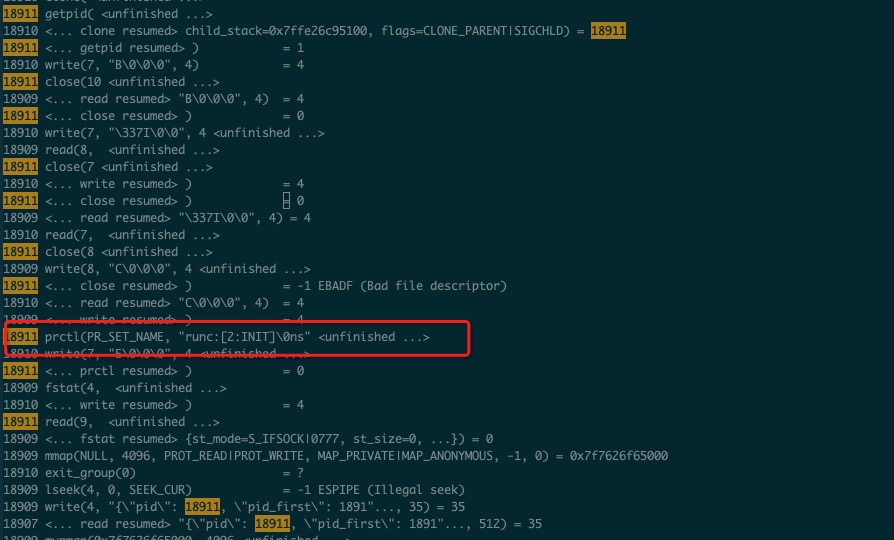 18911 getpid( <unfinished ...>
18910 <... clone resumed> child_stack=0x7ffe26c95100, flags=CLONE_PARENT|SIGCHLD) = 18911
18911 <... getpid resumed> ) = 1
18910 write(7, "B\0\0\0", 4) = 4
18911 close(10 <unfinished ...>
18909 <... read resumed> "B\0\0\0", 4) = 4
18911 <... close resumed> ) = 0
18910 write(7, "\337I\0\0", 4 <unfinished ...>
18909 read(8, <unfinished ...>
18911 close(7 <unfinished ...>
18910 <... write resumed> ) = 4
18911 <... close resumed> ) = 0
18909 <... read resumed> "\337I\0\0", 4) = 4
18910 read(7, <unfinished ...>
18911 close(8 <unfinished ...>
18909 write(8, "C\0\0\0", 4 <unfinished ...>
18911 <... close resumed> ) = -1 EBADF (Bad file descriptor)
18910 <... read resumed> "C\0\0\0", 4) = 4
18909 <... write resumed> ) = 4
18911 prctl(PR_SET_NAME, "runc:[2:INIT]\0ns" <unfinished ...>
18910 write(7, "E\0\0\0", 4 <unfinished ...>
18911 <... prctl resumed> ) = 0
18909 fstat(4, <unfinished ...>
18910 <... write resumed> ) = 4
18911 read(9, <unfinished ...>
18909 <... fstat resumed> {st_mode=S_IFSOCK|0777, st_size=0, ...}) = 0
18909 mmap(NULL, 4096, PROT_READ|PROT_WRITE, MAP_PRIVATE|MAP_ANONYMOUS, -1, 0) = 0x7f7626f65000
18910 exit_group(0) = ?
18909 lseek(4, 0, SEEK_CUR) = -1 ESPIPE (Illegal seek)
18909 write(4, "{\"pid\": 18911, \"pid_first\": 1891"..., 35) = 35
18907 <... read resumed> "{\"pid\": 18911, \"pid_first\": 1891"..., 512) = 35
18909 munmap(0x7f7626f65000, 4096 <unfinished ...>